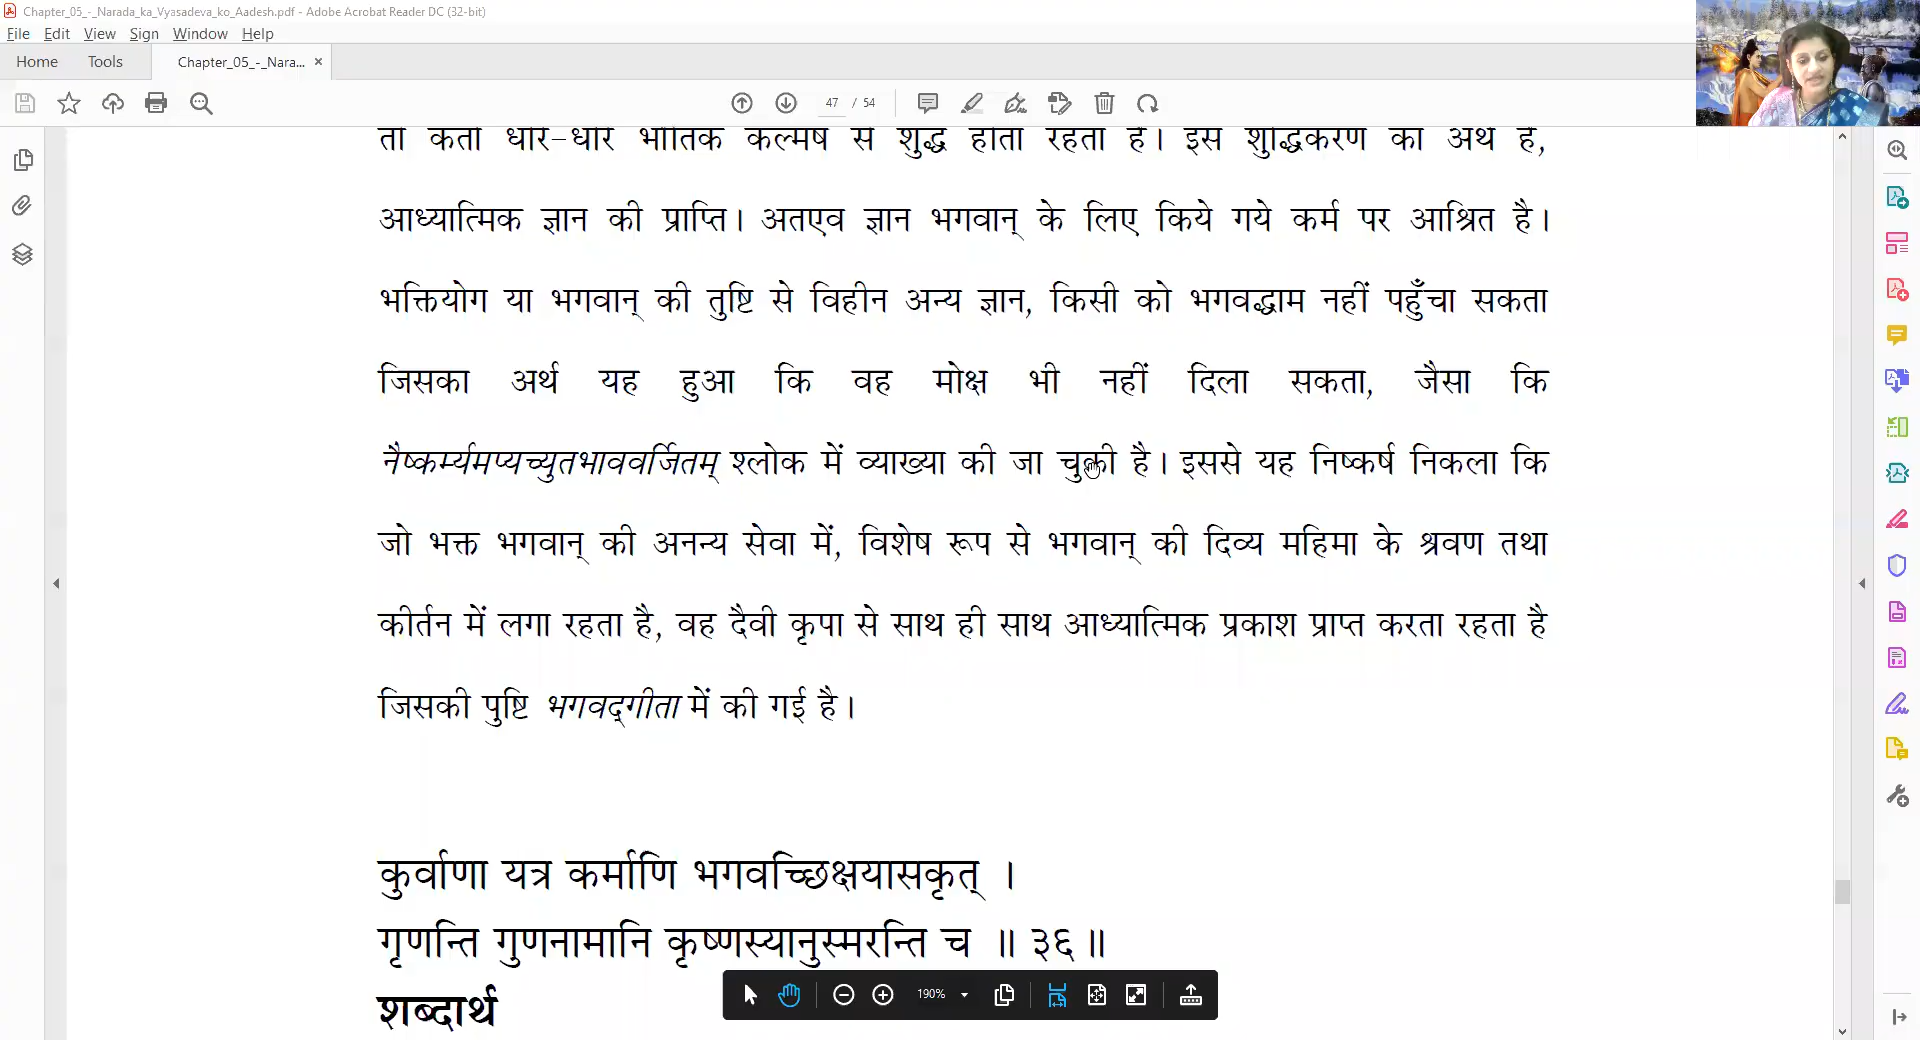 Chapter_05_-_Narada_ka_Vyasadeva_ko_Aadesh.pdf - Adobe Acrobat Reader DC (32-bit)
File Edit View Sign Window Help
Home Tools Chapter_05_-_Nara... ×
47 / 54
आध्यात्मिक ज्ञान की प्राप्ति। अतएव ज्ञान भगवान् के लिए किये गये कर्म पर आश्रित है।
भक्तियोग या भगवान् की तुष्टि से विहीन अन्य ज्ञान, किसी को भगवद्धाम नहीं पहुँचा सकता
जिसका अर्थ यह हुआ कि वह मोक्ष भी नहीं दिला सकता, जैसा कि
नैष्कर्म्यमप्यच्युतभाववर्जितम् श्लोक में व्याख्या की जा चुकी है। इससे यह निष्कर्ष निकला कि
जो भक्त भगवान् की अनन्य सेवा में, विशेष रूप से भगवान् की दिव्य महिमा के श्रवण तथा
कीर्तन में लगा रहता है, वह दैवी कृपा से साथ ही साथ आध्यात्मिक प्रकाश प्राप्त करता रहता है
जिसकी पुष्टि भगवद्‌गीता में की गई है।
कुर्वाणा यत्र कर्माणि भगवच्छिक्षयासकृत् ।
गृणन्ति गुणनामानि कृष्णस्यानुस्मरन्ति च ॥ ३६॥
शब्दार्थ
190%